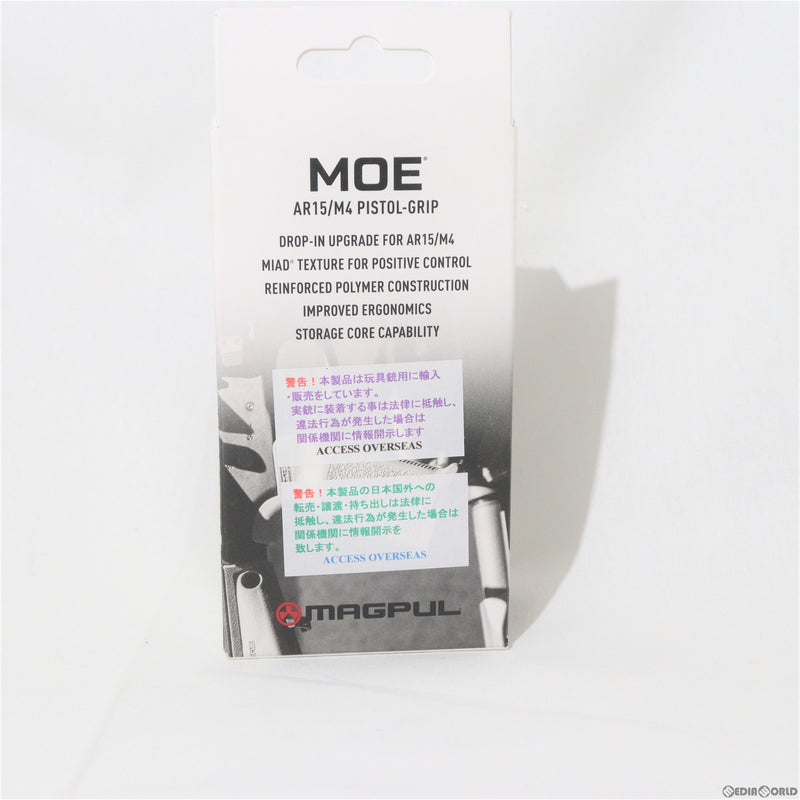 MOE®
AR15/M4 PISTOL-GRIP
DROP-IN UPGRADE FOR AR15/M4
MIAD® TEXTURE FOR POSITIVE CONTROL
REINFORCED POLYMER CONSTRUCTION
IMPROVED ERGONOMICS
STORAGE CORE CAPABILITY
警告！本製品は玩具銃用に輸入
・販売をしています。
実銃に装着する事は法律に抵触し、
違法行為が発生した場合は
関係機関に情報開示します
ACCESS OVERSEAS
警告！本製品の日本国外への
転売・譲渡・持ち出しは法律に
抵触し、違法行為が発生した場合は
関係機関に情報開示を
致します。
ACCESS OVERSEAS
MAGPUL
MEDIAWORLD